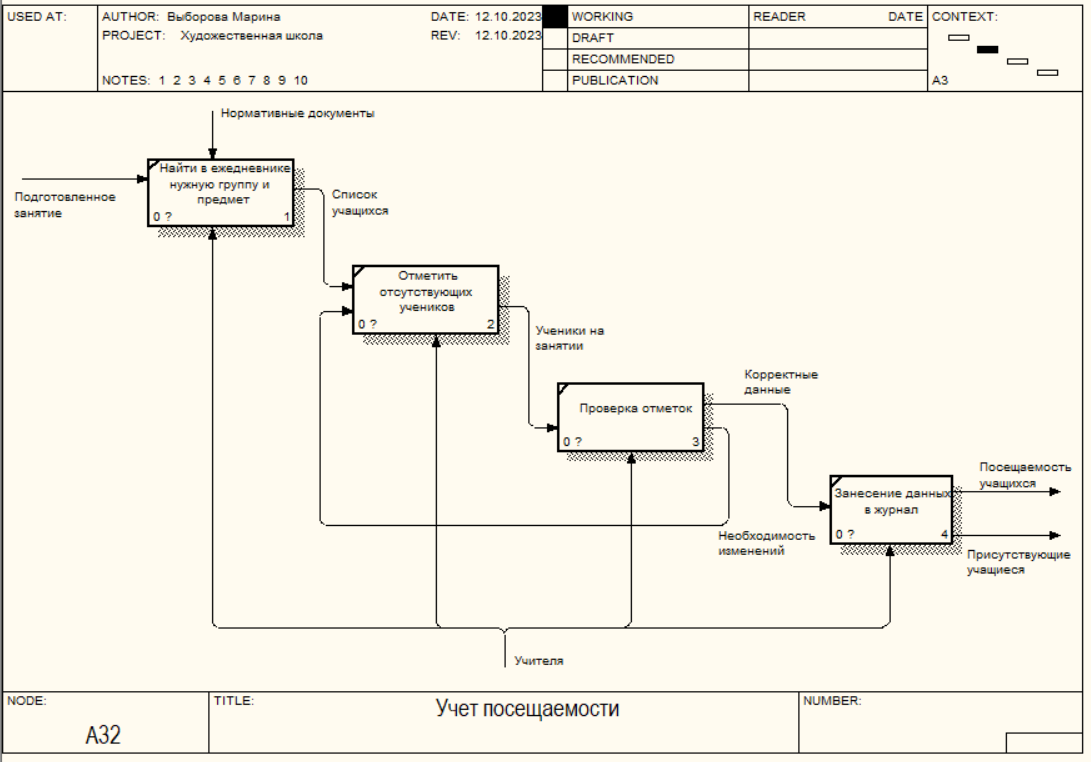 USED AT:
AUTHOR: Выборова Марина
DATE: 12.10.2023
WORKING
READER
DATE
CONTEXT:
PROJECT: Художественная школа
REV: 12.10.2023
DRAFT
RECOMMENDED
NOTES: 1 2 3 4 5 6 7 8 9 10
PUBLICATION
A3
Нормативные документы
Подготовленное
занятие
Найти в ежедневнике
нужную группу и
предмет
0 ?
1
Список
учащихся
Отметить
отсутствующих
учеников
0 ?
2
Ученики на
занятии
Проверка отметок
0 ?
3
Корректные
данные
Необходимость
изменений
Занесение данных
в журнал
0 ?
4
Посещаемость
учащихся
Присутствующие
учащиеся
Учителя
NODE:
A32
TITLE:
Учет посещаемости
NUMBER: